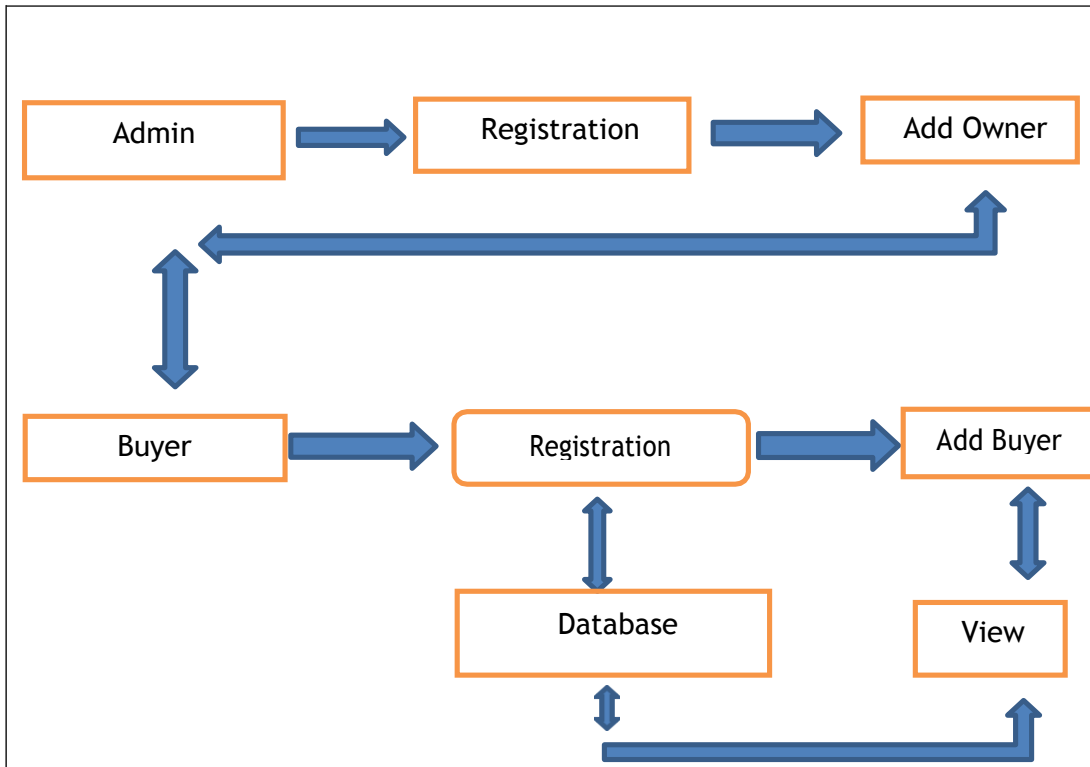 Admin
Registration
Add Owner
Buyer
Registration
Add Buyer
Database
View